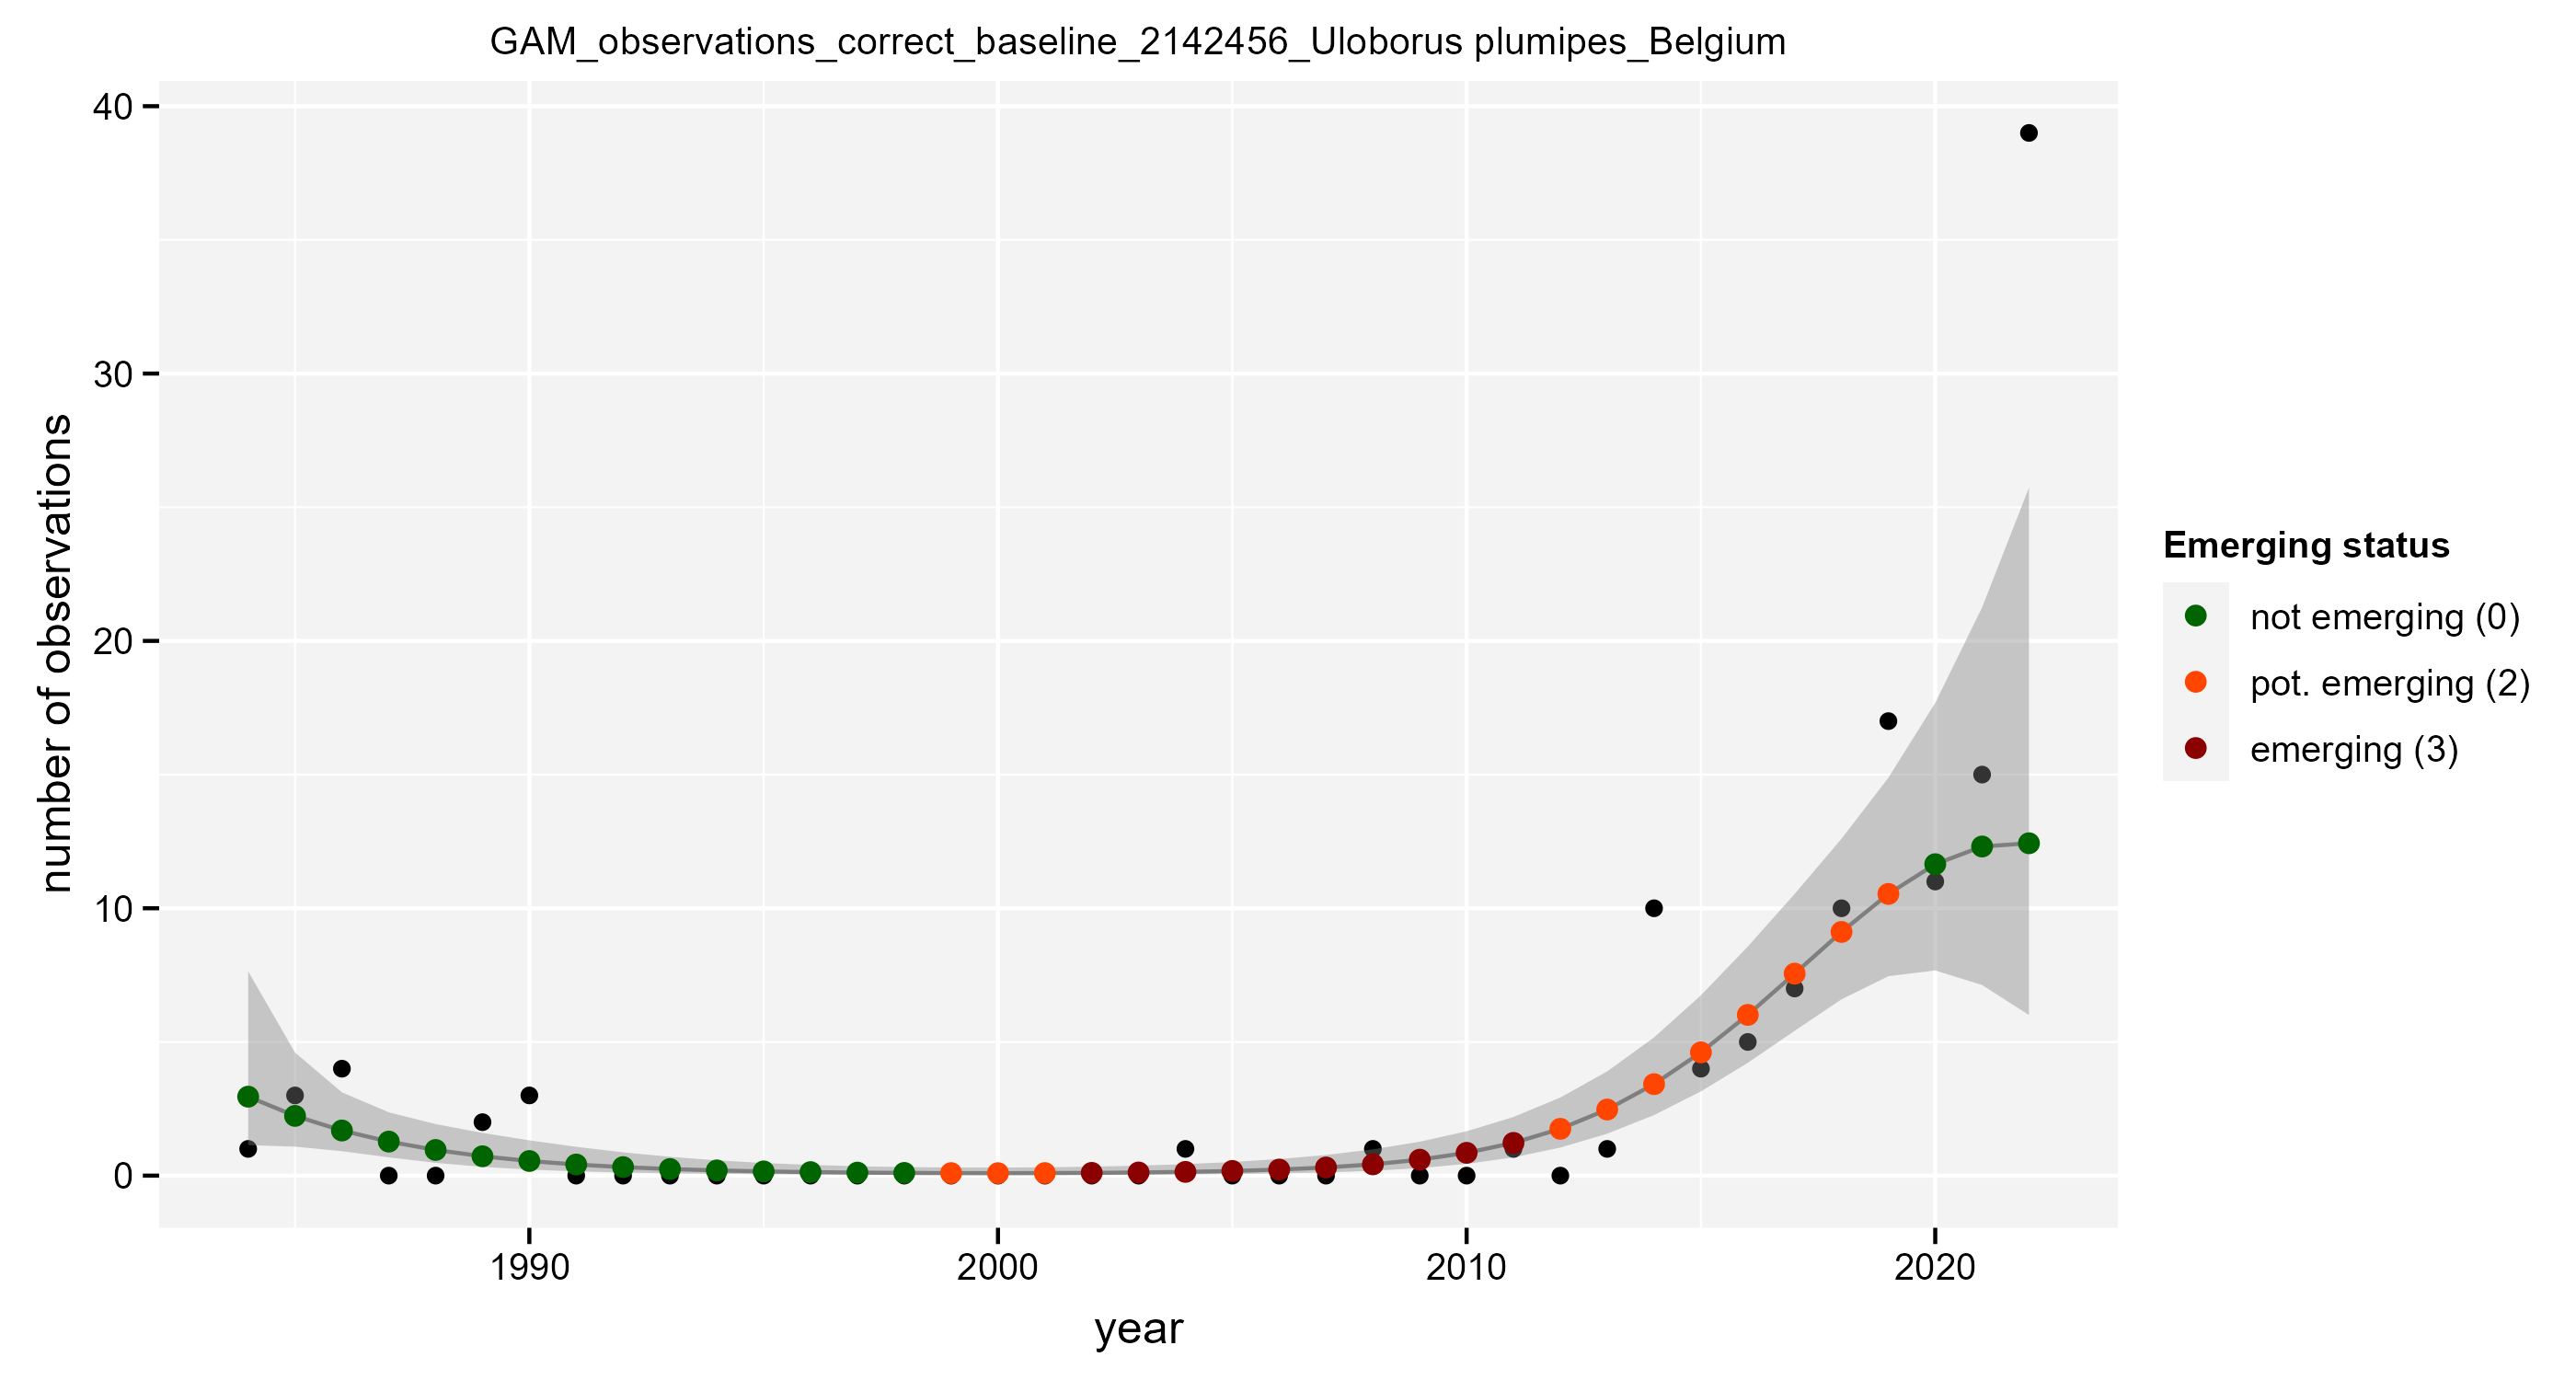 GAM_observations_correct_baseline_2142456_Uloborus plumipes_Belgium
number of observations
40
30
20
10
0
1990
2000
2010
2020
year
Emerging status
not emerging (0)
pot. emerging (2)
emerging (3)